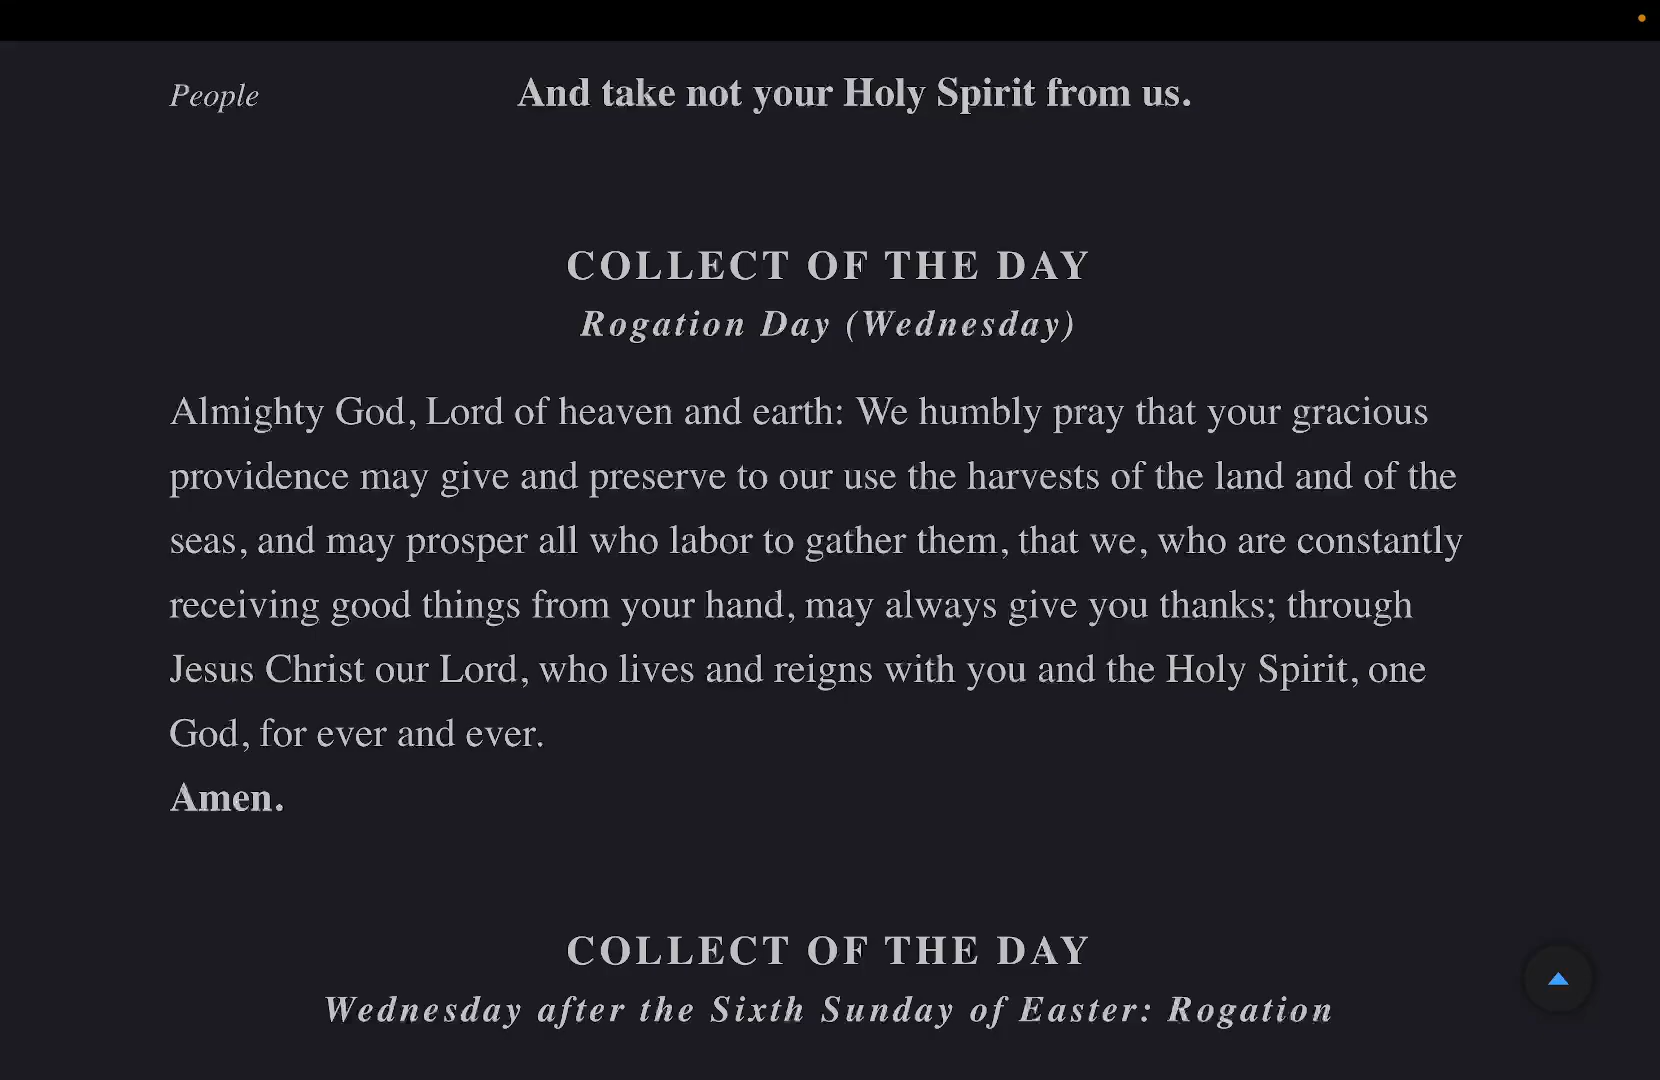 People And take not your Holy Spirit from us.
COLLECT OF THE DAY
Rogation Day (Wednesday)
Almighty God, Lord of heaven and earth: We humbly pray that your gracious
providence may give and preserve to our use the harvests of the land and of the
seas, and may prosper all who labor to gather them, that we, who are constantly
receiving good things from your hand, may always give you thanks; through
Jesus Christ our Lord, who lives and reigns with you and the Holy Spirit, one
God, for ever and ever.
Amen.
COLLECT OF THE DAY
Wednesday after the Sixth Sunday of Easter: Rogation